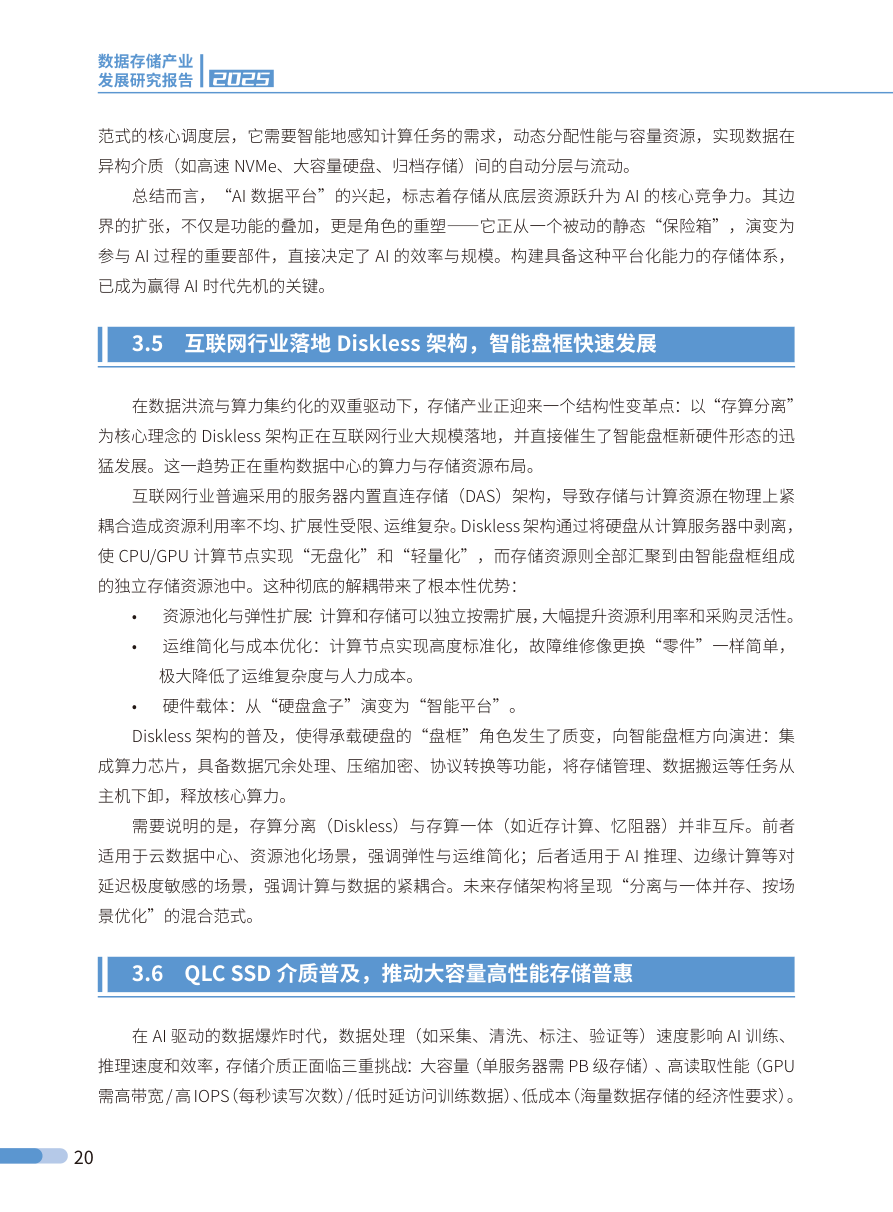 数据存储产业
发展研究报告 2025
范式的核心调度层，它需要智能地感知计算任务的需求，动态分配性能与容量资源，实现数据在
异构介质（如高速 NVMe、大容量硬盘、归档存储）间的自动分层与流动。
总结而言，“AI 数据平台”的兴起，标志着存储从底层资源跃升为 AI 的核心竞争力。其边
界的扩张，不仅是功能的叠加，更是角色的重塑——它正从一个被动的静态“保险箱”，演变为
参与 AI 过程的重要部件，直接决定了 AI 的效率与规模。构建具备这种平台化能力的存储体系，
已成为赢得 AI 时代先机的关键。
3.5 互联网行业落地 Diskless 架构，智能盘框快速发展
在数据洪流与算力集约化的双重驱动下，存储产业正迎来一个结构性变革点：以“存算分离”
为核心理念的 Diskless 架构正在互联网行业大规模落地，并直接催生了智能盘框新硬件形态的迅
猛发展。这一趋势正在重构数据中心的算力与存储资源布局。
互联网行业普遍采用的服务器内置直连存储（DAS）架构，导致存储与计算资源在物理上紧
耦合造成资源利用率不均、扩展性受限、运维复杂。Diskless 架构通过将硬盘从计算服务器中剥离，
使 CPU/GPU 计算节点实现“无盘化”和“轻量化”，而存储资源则全部汇聚到由智能盘框组成
的独立存储资源池中。这种彻底的解耦带来了根本性优势：
• 资源池化与弹性扩展：计算和存储可以独立按需扩展，大幅提升资源利用率和采购灵活性。
• 运维简化与成本优化：计算节点实现高度标准化，故障维修像更换“零件”一样简单，
极大降低了运维复杂度与人力成本。
• 硬件载体：从“硬盘盒子”演变为“智能平台”。
Diskless 架构的普及，使得承载硬盘的“盘框”角色发生了质变，向智能盘框方向演进：集
成算力芯片，具备数据冗余处理、压缩加密、协议转换等功能，将存储管理、数据搬运等任务从
主机下卸，释放核心算力。
需要说明的是，存算分离（Diskless）与存算一体（如近存计算、忆阻器）并非互斥。前者
适用于云数据中心、资源池化场景，强调弹性与运维简化；后者适用于 AI 推理、边缘计算等对
延迟极度敏感的场景，强调计算与数据的紧耦合。未来存储架构将呈现“分离与一体并存、按场
景优化”的混合范式。
3.6 QLC SSD 介质普及，推动大容量高性能存储普惠
在 AI 驱动的数据爆炸时代，数据处理（如采集、清洗、标注、验证等）速度影响 AI 训练、
推理速度和效率，存储介质正面临三重挑战：大容量（单服务器需 PB 级存储）、高读取性能（GPU
需高带宽/高IOPS（每秒读写次数）/低时延访问训练数据）、低成本（海量数据存储的经济性要求）。
20